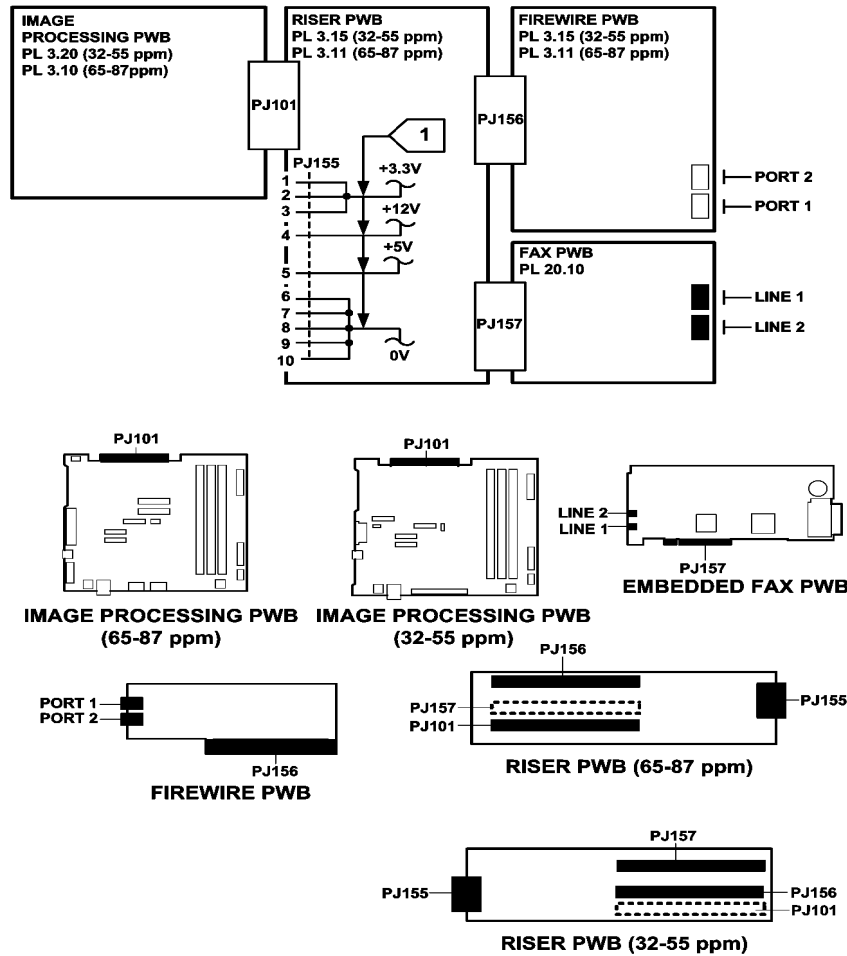 IMAGE
PROCESSING PWB
PL 3.20 (32-55 ppm)
PL 3.10 (65-87ppm)
PJ101
RISER PWB
PL 3.15 (32-55 ppm)
PL 3.11 (65-87 ppm)
1
PJ155
1
2
3
4
5
6
7
8
9
10
+3.3V
+12V
+5V
0V
PJ156
PJ157
FIREWIRE PWB
PL 3.15 (32-55 ppm)
PL 3.11 (65-87 ppm)
PORT 2
PORT 1
FAX PWB
PL 20.10
LINE 1
LINE 2
PJ101
IMAGE PROCESSING PWB
(65-87 ppm)
PJ101
IMAGE PROCESSING PWB
(32-55 ppm)
LINE 2
LINE 1
PJ157
EMBEDDED FAX PWB
PORT 1
PORT 2
PJ156
FIREWIRE PWB
PJ156
PJ157
PJ101
PJ155
RISER PWB (65-87 ppm)
PJ157
PJ155
PJ156
PJ101
RISER PWB (32-55 ppm)